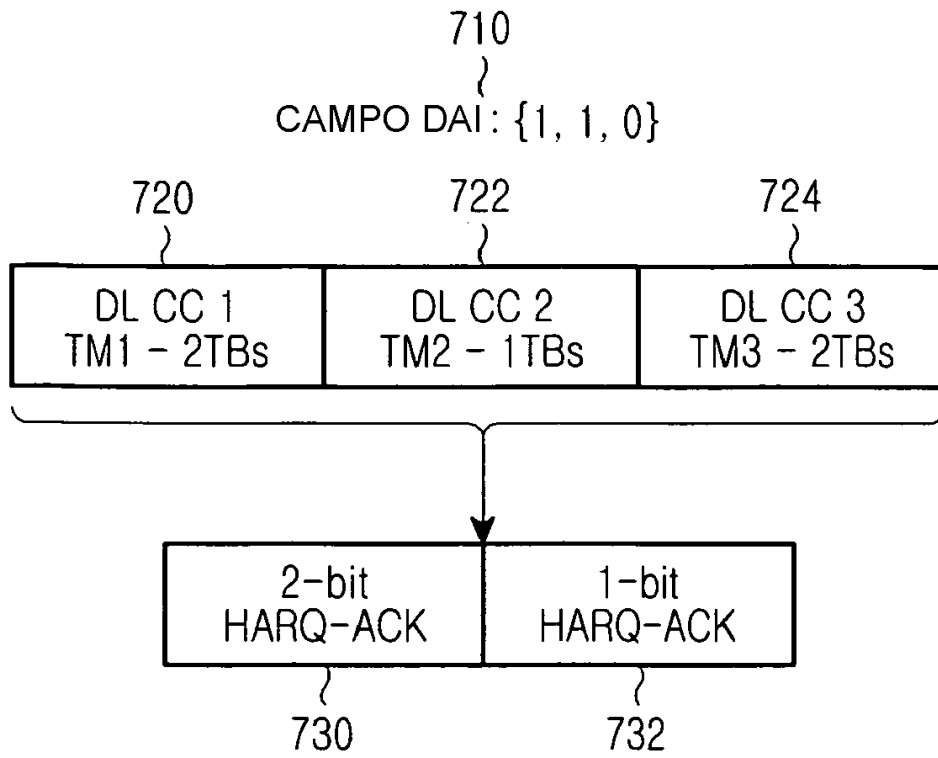 710
CAMPO DAI: {1, 1, 0}
720 722 724
DL CC 1 DL CC 2 DL CC 3
TM1 - 2TBs TM2 - 1TBs TM3 - 2TBs
2-bit 1-bit
HARQ-ACK HARQ-ACK
730 732